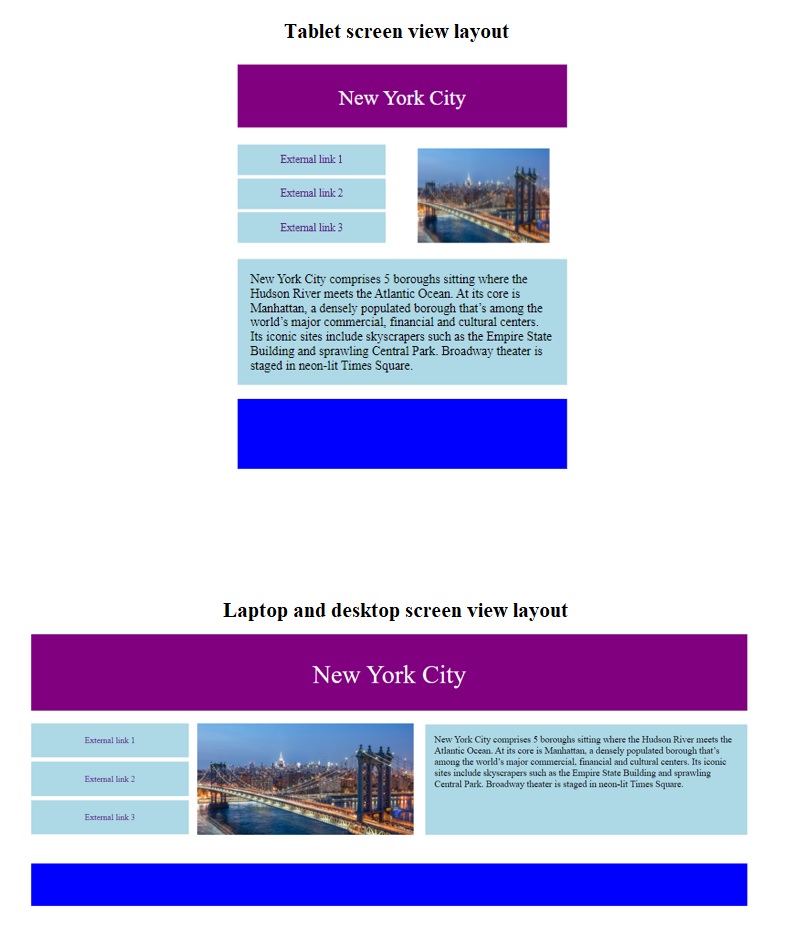 Tablet screen view layout
New York City
External link 1
External link 2
External link 3
New York City comprises 5 boroughs sitting where the
Hudson River meets the Atlantic Ocean. At its core is
Manhattan, a densely populated borough that’s among the
world’s major commercial, financial and cultural centers.
Its iconic sites include skyscrapers such as the Empire State
Building and sprawling Central Park. Broadway theater is
staged in neon-lit Times Square.
Laptop and desktop screen view layout
New York City
External link 1
External link 2
External link 3
New York City comprises 5 boroughs sitting where the Hudson River meets the
Atlantic Ocean. At its core is Manhattan, a densely populated borough that’s
among the world’s major commercial, financial and cultural centers. Its iconic
sites include skyscrapers such as the Empire State Building and sprawling
Central Park. Broadway theater is staged in neon-lit Times Square.